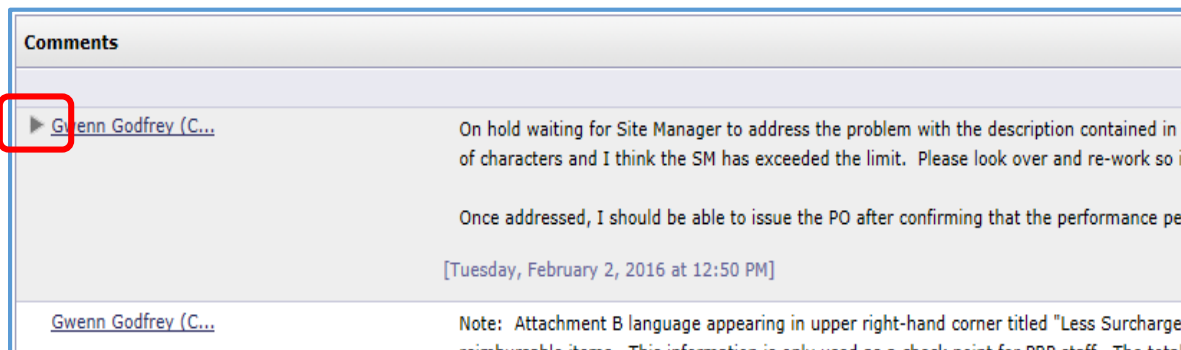 Comments
Gwenn Godfrey (C...
On hold waiting for Site Manager to address the problem with the description contained in
of characters and I think the SM has exceeded the limit.  Please look over and re-work so
Once addressed, I should be able to issue the PO after confirming that the performance
[Tuesday, February 2, 2016 at 12:50 PM]
Gwenn Godfrey (C...
Note:  Attachment B language appearing in upper right-hand corner titled "Less Surcharge